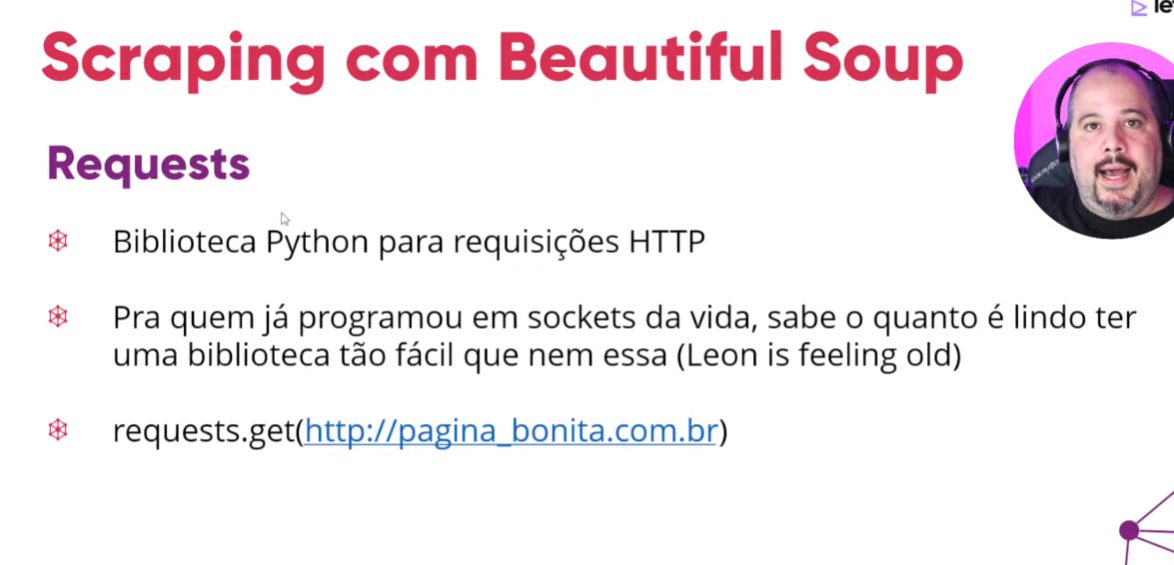 Scraping com Beautiful Soup
Requests
Biblioteca Python para requisições HTTP
Pra quem já programou em sockets da vida, sabe o quanto é lindo ter
uma biblioteca tão fácil que nem essa (Leon is feeling old)
requests.get(http://pagina_bonita.com.br)